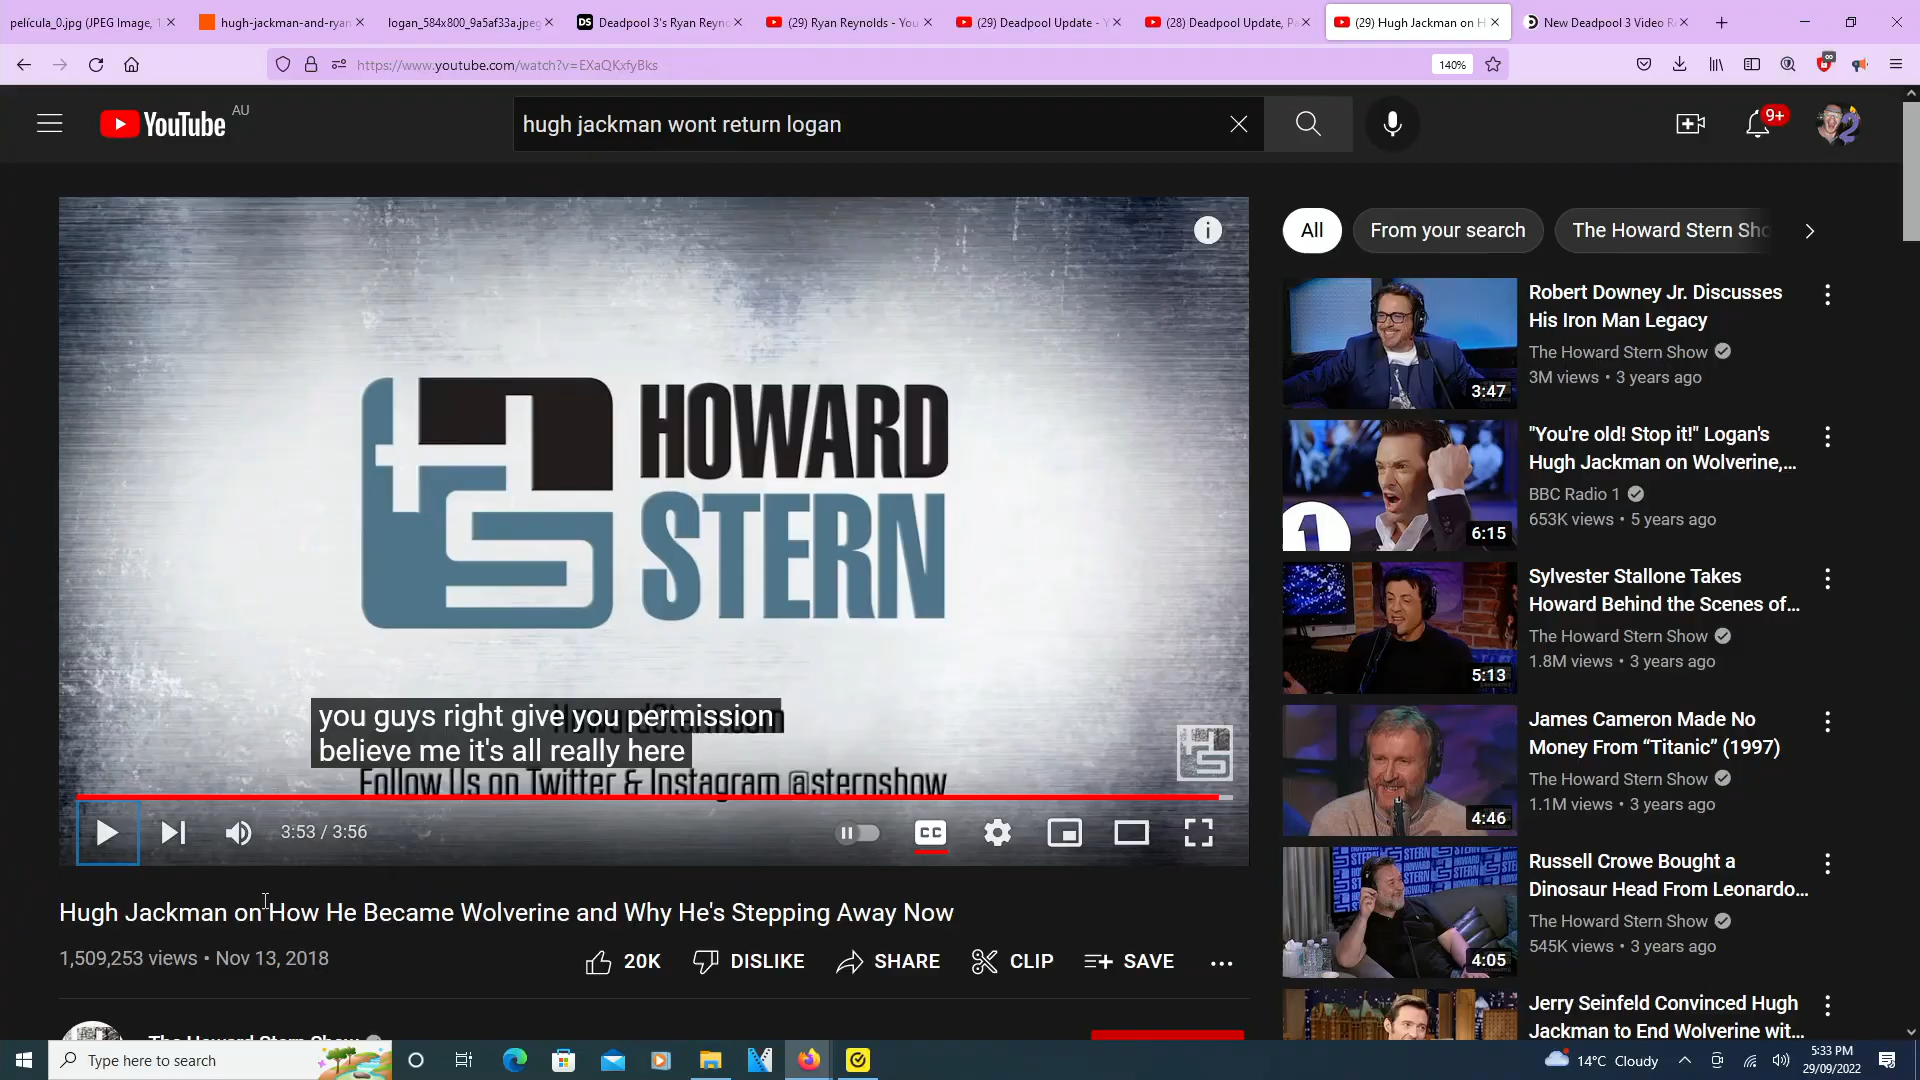 película_0.jpg (JPEG Image, 1
hugh-jackman-and-ryan
logan_584x800_9a5af33a.jpeg
DS Deadpool 3's Ryan Reyno
(29) Ryan Reynolds - You
(29) Deadpool Update - Y
(28) Deadpool Update, Pa
(29) Hugh Jackman on H
New Deadpool 3 Video R
https://www.youtube.com/watch?v=EXaQKxfyBks
140%
YouTube AU
hugh jackman wont return logan
9+
HOWARD
STERN
you guys right give you permission
believe me it's all really here
Follow Us on Twitter & Instagram @sternshow
3:53 / 3:56
CC
Hugh Jackman on How He Became Wolverine and Why He's Stepping Away Now
1,509,253 views • Nov 13, 2018
20K
DISLIKE
SHARE
CLIP
SAVE
All
From your search
The Howard Stern Sho
Robert Downey Jr. Discusses
His Iron Man Legacy
The Howard Stern Show
3M views • 3 years ago
3:47
"You're old! Stop it!" Logan's
Hugh Jackman on Wolverine,...
BBC Radio 1
653K views • 5 years ago
6:15
Sylvester Stallone Takes
Howard Behind the Scenes of...
The Howard Stern Show
1.8M views • 3 years ago
5:13
James Cameron Made No
Money From “Titanic” (1997)
The Howard Stern Show
1.1M views • 3 years ago
4:46
Russell Crowe Bought a
Dinosaur Head From Leonardo...
The Howard Stern Show
545K views • 3 years ago
4:05
Jerry Seinfeld Convinced Hugh
Jackman to End Wolverine wit...
The Howard Stern Show
Type here to search
14°C Cloudy
5:33 PM
29/09/2022